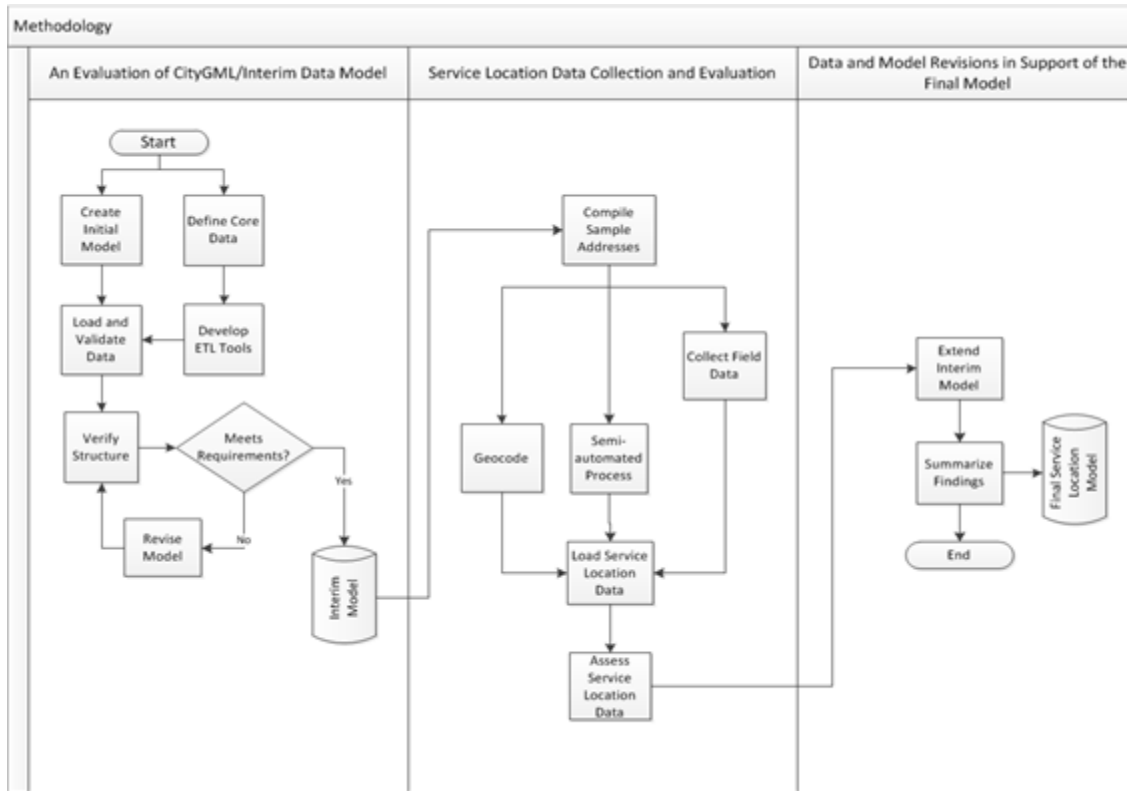 Methodology
An Evaluation of CityGML/Interim Data Model
Service Location Data Collection and Evaluation
Data and Model Revisions in Support of the
Final Model
Start
Create
Initial
Model
Define Core
Data
Load and
Validate
Data
Develop
ETL Tools
Verify
Structure
Meets
Requirements?
Yes
No
Revise
Model
Interim
Model
Compile
Sample
Addresses
Collect Field
Data
Geocode
Semi-
automated
Process
Load Service
Location
Data
Assess
Service
Location
Data
Extend
Interim
Model
Summarize
Findings
Final Service
Location
Model
End